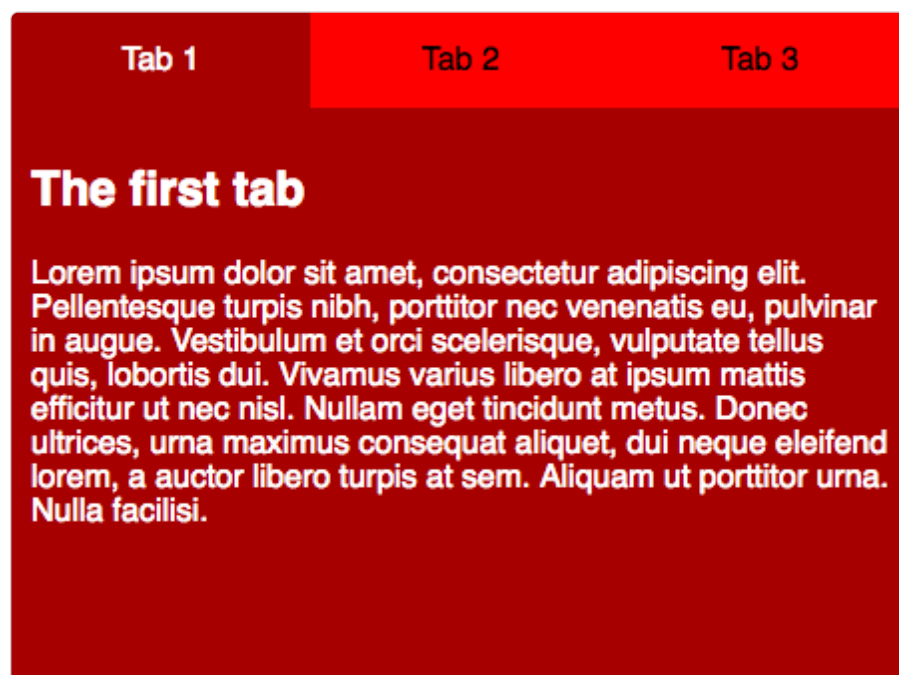 Tab 1 Tab 2 Tab 3
The first tab
Lorem ipsum dolor sit amet, consectetur adipiscing elit.
Pellentesque turpis nibh, porttitor nec venenatis eu, pulvinar
in augue. Vestibulum et orci scelerisque, vulputate tellus
quis, lobortis dui. Vivamus varius libero at ipsum mattis
efficitur ut nec nisl. Nullam eget tincidunt metus. Donec
ultrices, urna maximus consequat aliquet, dui neque eleifend
lorem, a auctor libero turpis at sem. Aliquam ut porttitor urna.
Nulla facilisi.